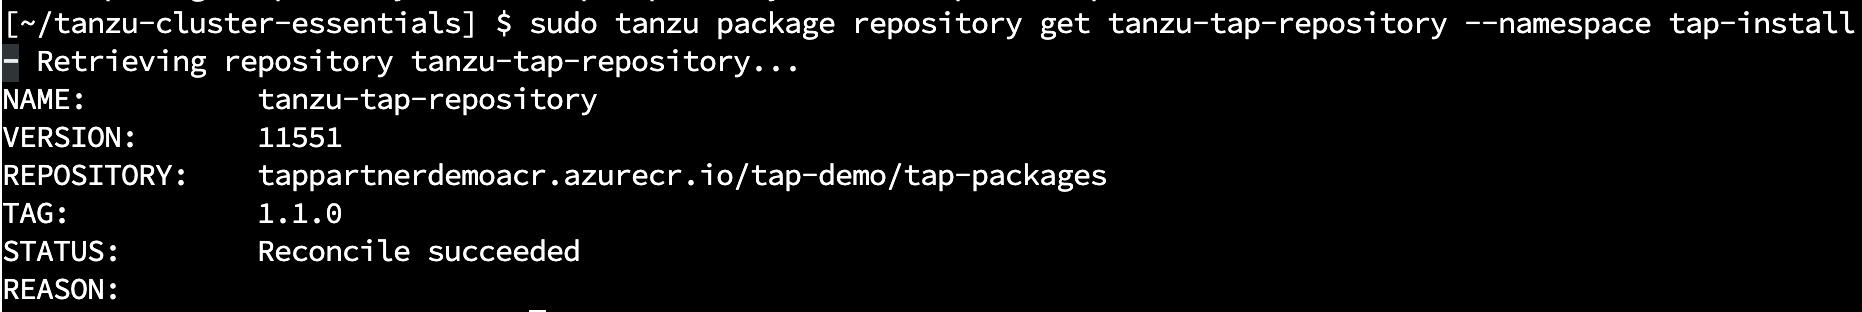 [~/tanzu-cluster-essentials] $ sudo tanzu package repository get tanzu-tap-repository --namespace tap-install
- Retrieving repository tanzu-tap-repository...
NAME:          tanzu-tap-repository
VERSION:       11551
REPOSITORY:    tappartnerdemoacr.azurecr.io/tap-demo/tap-packages
TAG:           1.1.0
STATUS:        Reconcile succeeded
REASON: